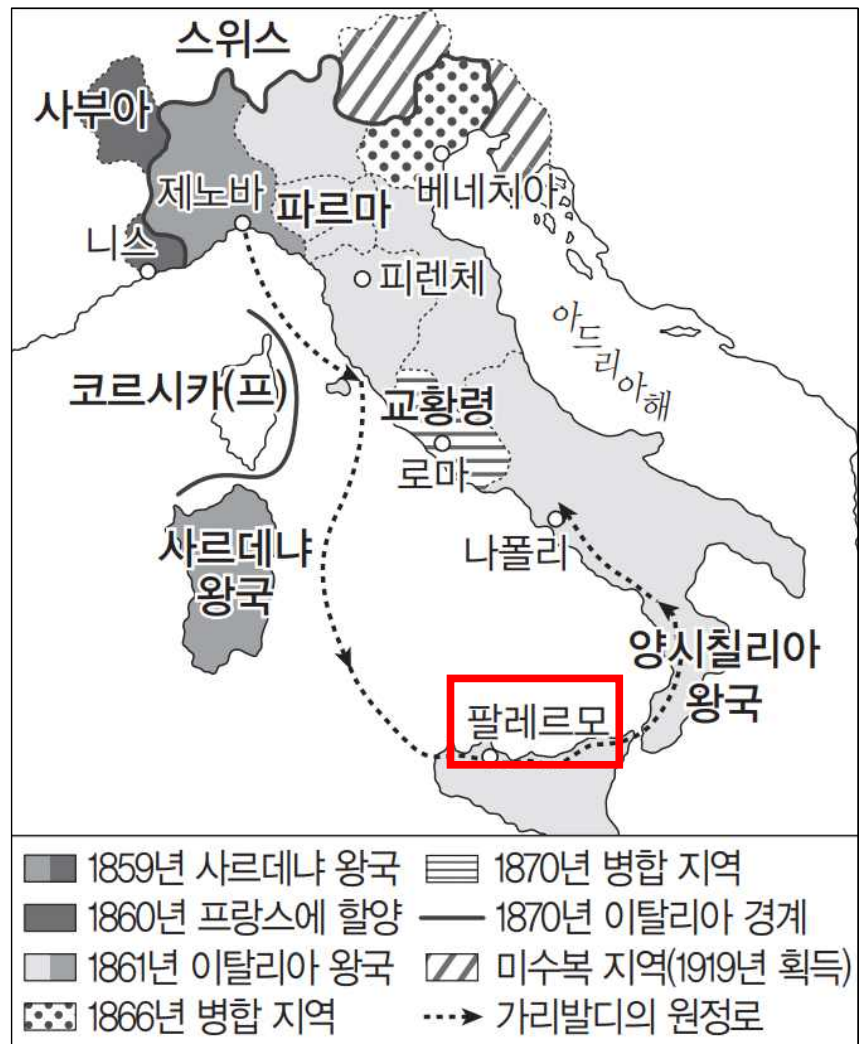 스위스
사부아
제노바
파르마
베네치아
니스
피렌체
아드리아해
코르시카(프)
교황령
로마
사르데냐
왕국
나폴리
양시칠리아
왕국
팔레르모
1859년 사르데냐 왕국
1870년 병합 지역
1860년 프랑스에 할양
1870년 이탈리아 경계
1861년 이탈리아 왕국
미수복 지역(1919년 획득)
1866년 병합 지역
가리발디의 원정로